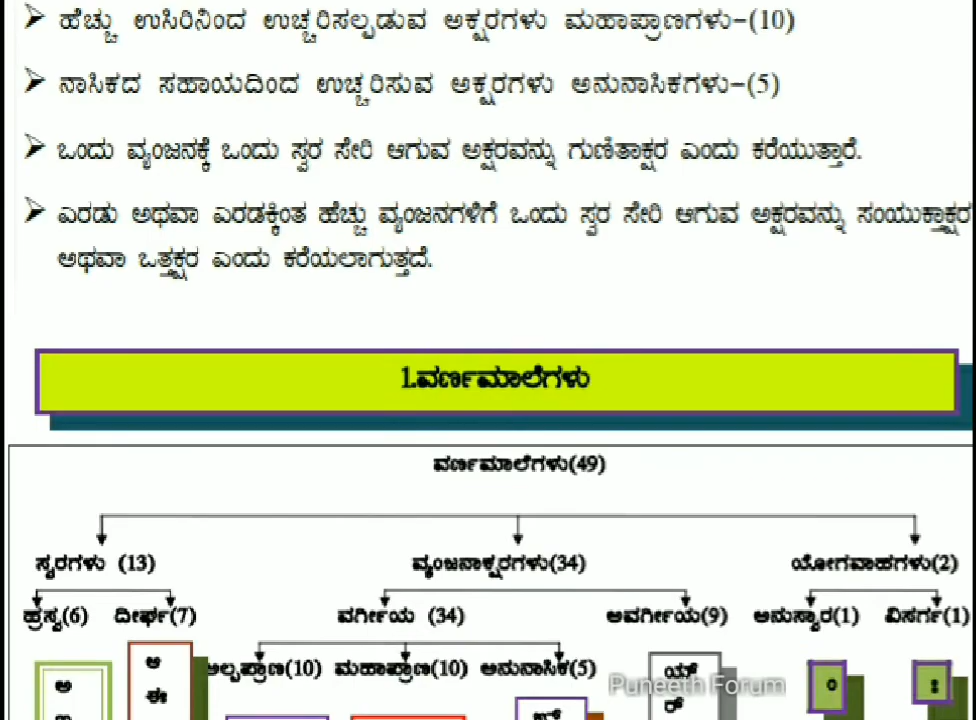 ಹೆಚ್ಚು ಉಸಿರಿನಿಂದ ಉಚ್ಚರಿಸಲ್ಪಡುವ ಅಕ್ಷರಗಳು ಮಹಾಪ್ರಾಣಗಳು-(10)
ನಾಸಿಕದ ಸಹಾಯದಿಂದ ಉಚ್ಚರಿಸುವ ಅಕ್ಷರಗಳು ಅನುನಾಸಿಕಗಳು-(5)
ಒಂದು ವ್ಯಂಜನಕ್ಕೆ ಒಂದು ಸ್ವರ ಸೇರಿ ಆಗುವ ಅಕ್ಷರವನ್ನು ಗುಣಿತಾಕ್ಷರ ಎಂದು ಕರೆಯುತ್ತಾರೆ.
ಎರಡು ಅಥವಾ ಎರಡಕ್ಕಿಂತ ಹೆಚ್ಚು ವ್ಯಂಜನಗಳಿಗೆ ಒಂದು ಸ್ವರ ಸೇರಿ ಆಗುವ ಅಕ್ಷರವನ್ನು ಸಂಯುಕ್ತಾಕ್ಷರ
ಅಥವಾ ಒತ್ತಕ್ಷರ ಎಂದು ಕರೆಯಲಾಗುತ್ತದೆ.
1.ವರ್ಣಮಾಲೆಗಳು
ವರ್ಣಮಾಲೆಗಳು(49)
ಸ್ವರಗಳು (13) ವ್ಯಂಜನಾಕ್ಷರಗಳು(34) ಯೋಗವಾಹಗಳು(2)
ಹ್ರಸ್ವ(6) ದೀರ್ಘ(7) ವರ್ಗೀಯ (34) ಅವರ್ಗೀಯ(9) ಅನುಸ್ವಾರ(1) ವಿಸರ್ಗ(1)
ಅಲ್ಪಪ್ರಾಣ(10) ಮಹಾಪ್ರಾಣ(10) ಅನುನಾಸಿಕ(5)
ಅ ಆ ಯ್ ಂ ಃ
ಈ ರ್
Puneeth Forum